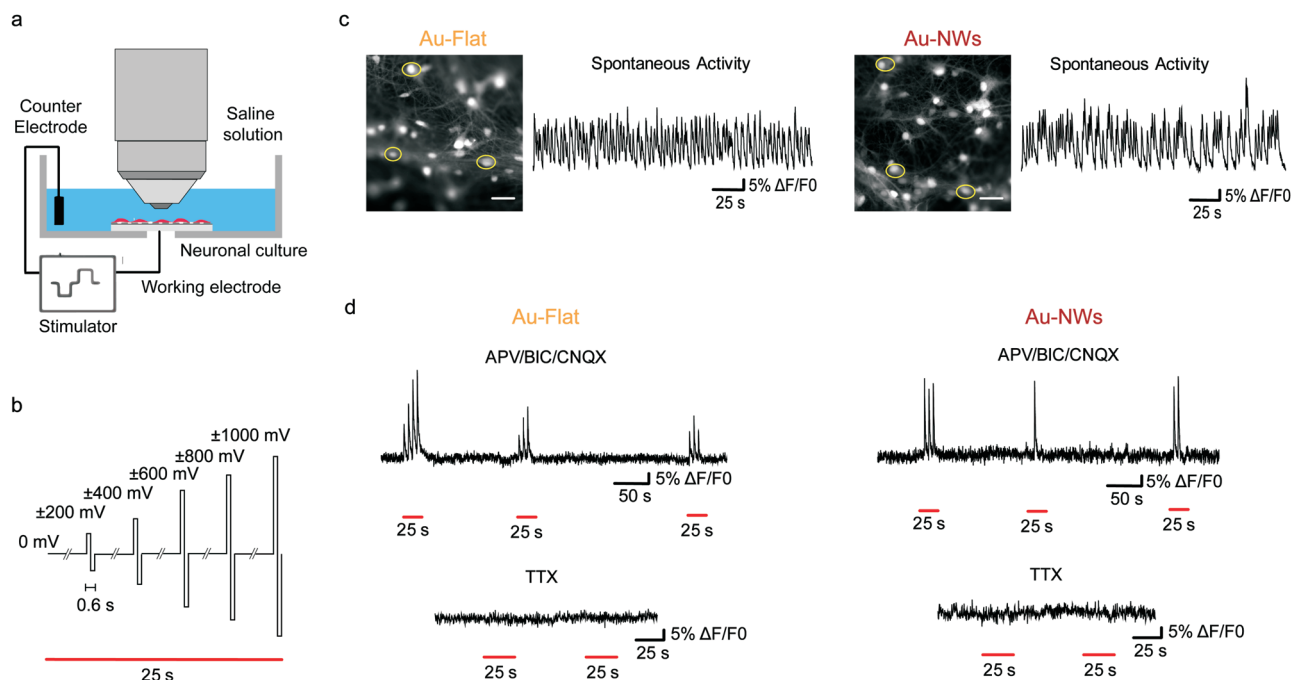 a
Counter
Electrode
Saline
solution
Neuronal culture
Working electrode
Stimulator
b
0 mV
±200 mV
±400 mV
±600 mV
±800 mV
±1000 mV
0.6 s
25 s
c
Au-Flat
Spontaneous Activity
5% ΔF/F0
25 s
Au-NWs
Spontaneous Activity
5% ΔF/F0
25 s
d
Au-Flat
APV/BIC/CNQX
5% ΔF/F0
50 s
25 s
25 s
25 s
TTX
5% ΔF/F0
25 s
25 s
25 s
Au-NWs
APV/BIC/CNQX
5% ΔF/F0
50 s
25 s
25 s
25 s
TTX
5% ΔF/F0
25 s
25 s
25 s